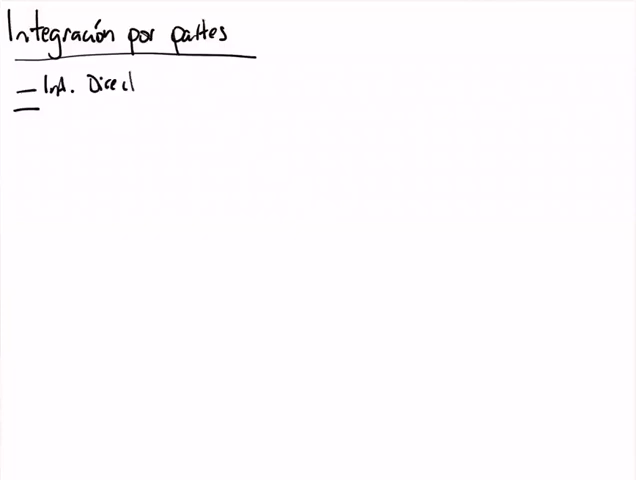 Integración por partes
— Int. Direct
—